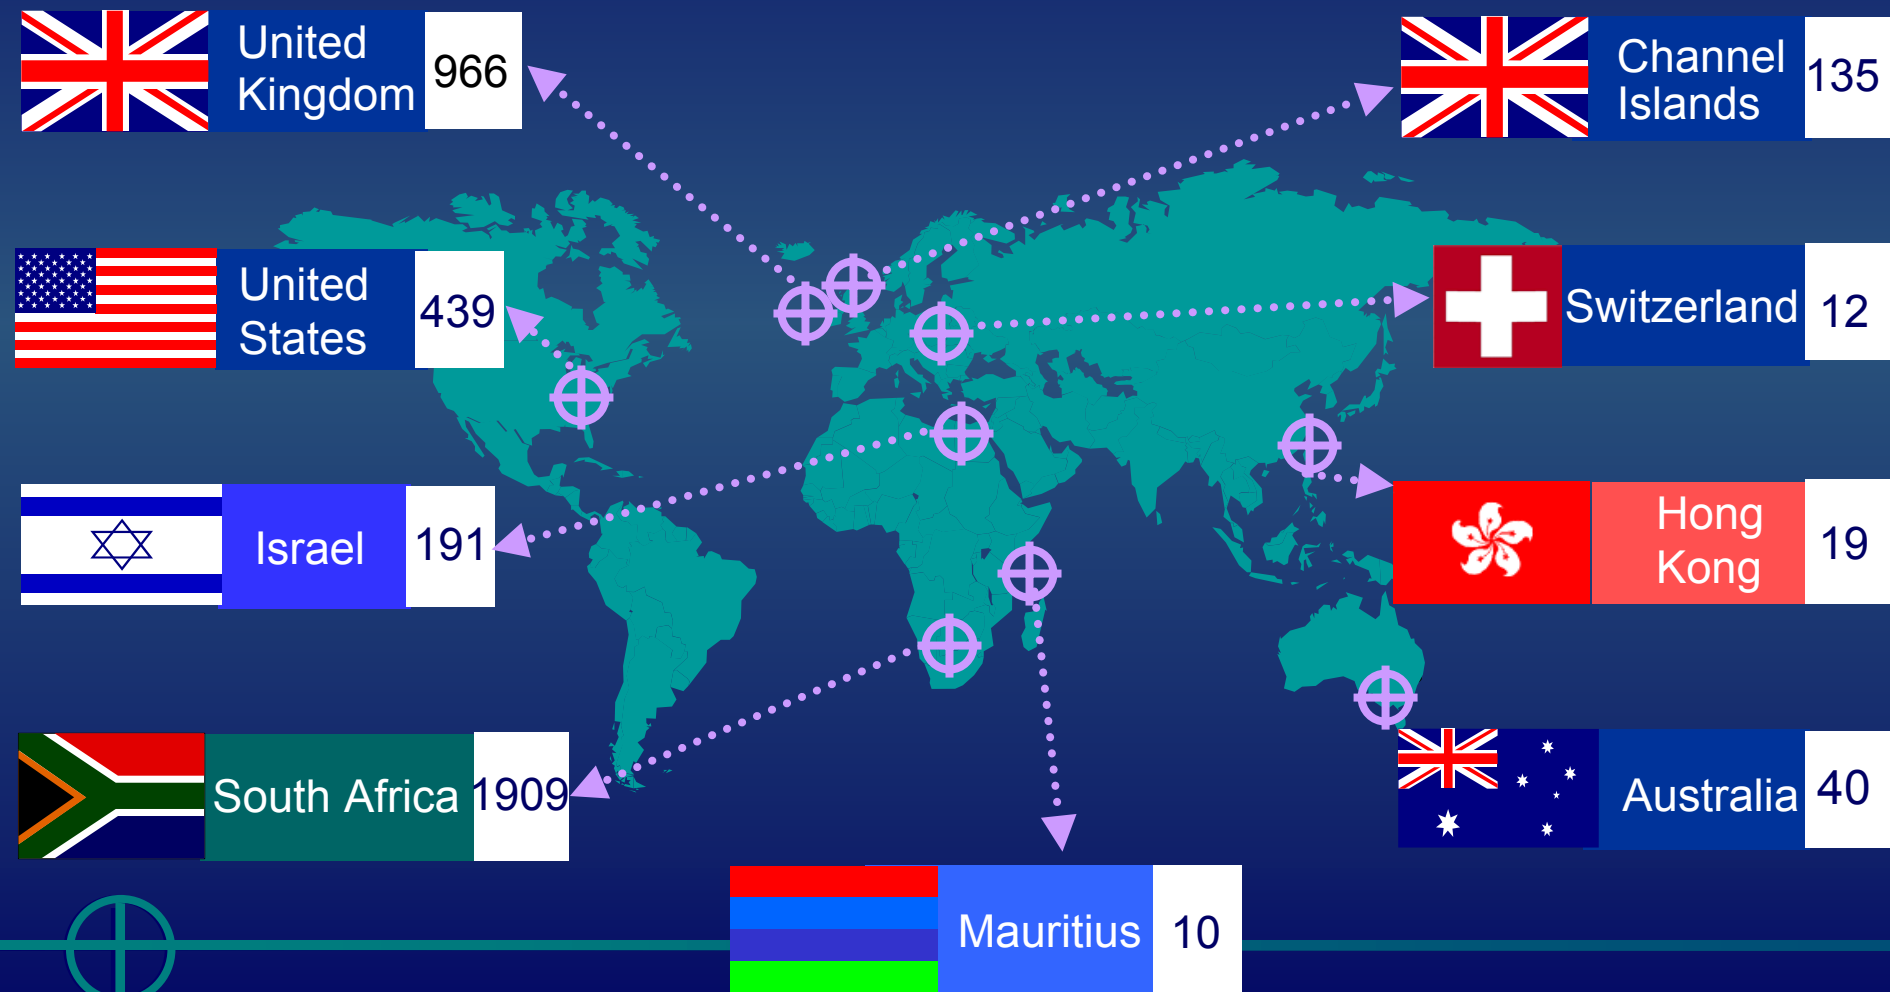 United
Kingdom
966
Channel
Islands
135
United
States
439
Switzerland
12
Israel
191
Hong
Kong
19
South Africa
1909
Australia
40
Mauritius
10